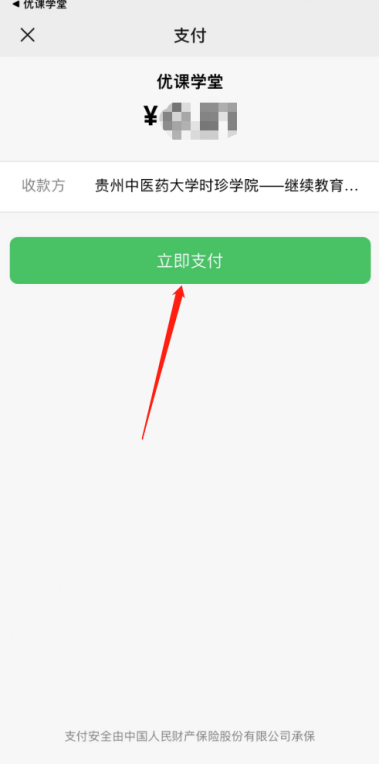 ◀ 优课学堂
支付
优课学堂
¥
收款方 贵州中医药大学时珍学院——继续教育...
立即支付
支付安全由中国人民财产保险股份有限公司承保